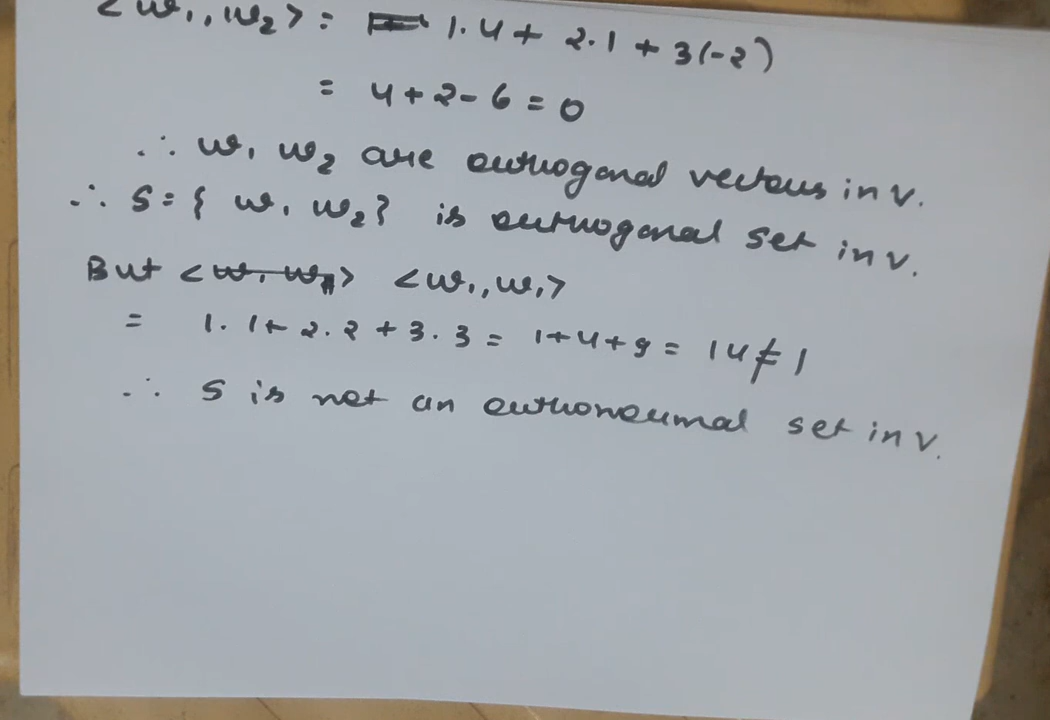 <w₁, w₂> = 1.4 + 2.1 + 3(-2)
= 4+2-6 = 0
∴ w₁ w₂ are orthogonal vectors in V.
∴ S = { w₁ w₂} is orthogonal set in V.
But <w₁, w₁>
= 1.1+2.2+3.3 = 1+4+9 = 14 ≠ 1
∴ S is not an orthonormal set in V.